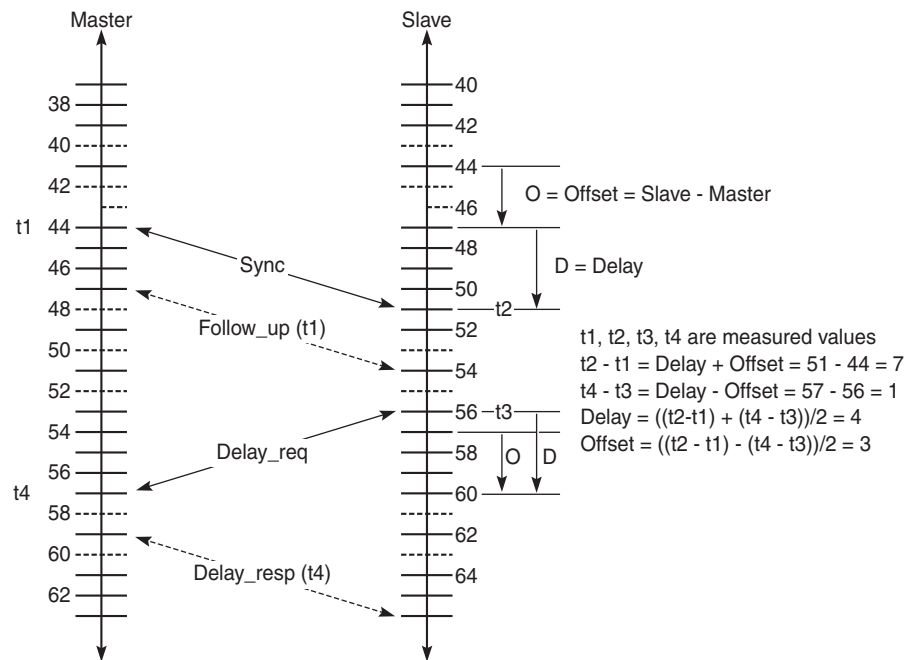 Master
Slave
38
40
42
t1 44
46
48
50
52
54
56
t4
58
60
62
40
42
44
46
48
50
t2
52
54
56 t3
58
60
62
64
O = Offset = Slave - Master
D = Delay
Sync
Follow_up (t1)
Delay_req
Delay_resp (t4)
O
D
t1, t2, t3, t4 are measured values
t2 - t1 = Delay + Offset = 51 - 44 = 7
t4 - t3 = Delay - Offset = 57 - 56 = 1
Delay = ((t2-t1) + (t4 - t3))/2 = 4
Offset = ((t2 - t1) - (t4 - t3))/2 = 3